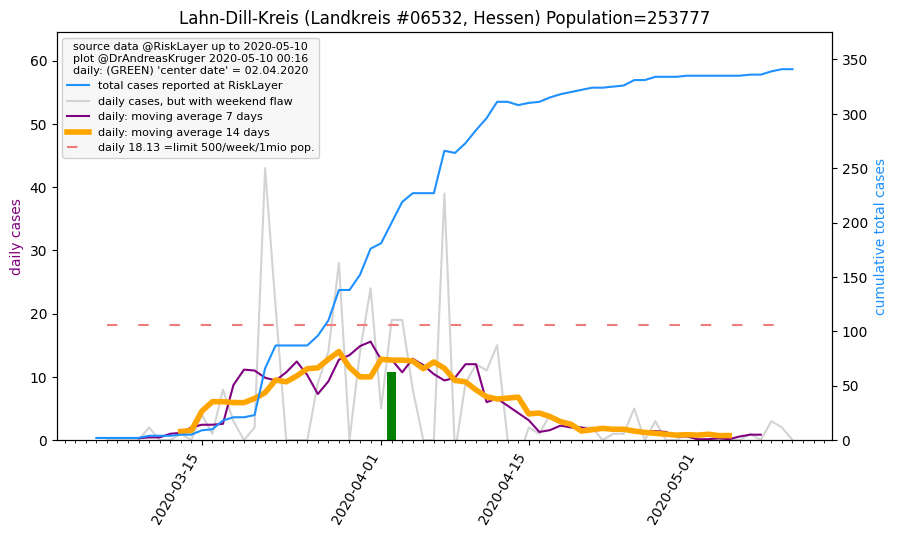 Lahn-Dill-Kreis (Landkreis #06532, Hessen) Population=253777
source data @RiskLayer up to 2020-05-10
plot @DrAndreasKruger 2020-05-10 00:16
daily: (GREEN) 'center date' = 02.04.2020
total cases reported at RiskLayer
daily cases, but with weekend flaw
daily: moving average 7 days
daily: moving average 14 days
daily 18.13 =limit 500/week/1mio pop.
daily cases
60
50
40
30
20
10
0
cumulative total cases
350
300
250
200
150
100
50
0
2020-03-15
2020-04-01
2020-04-15
2020-05-01